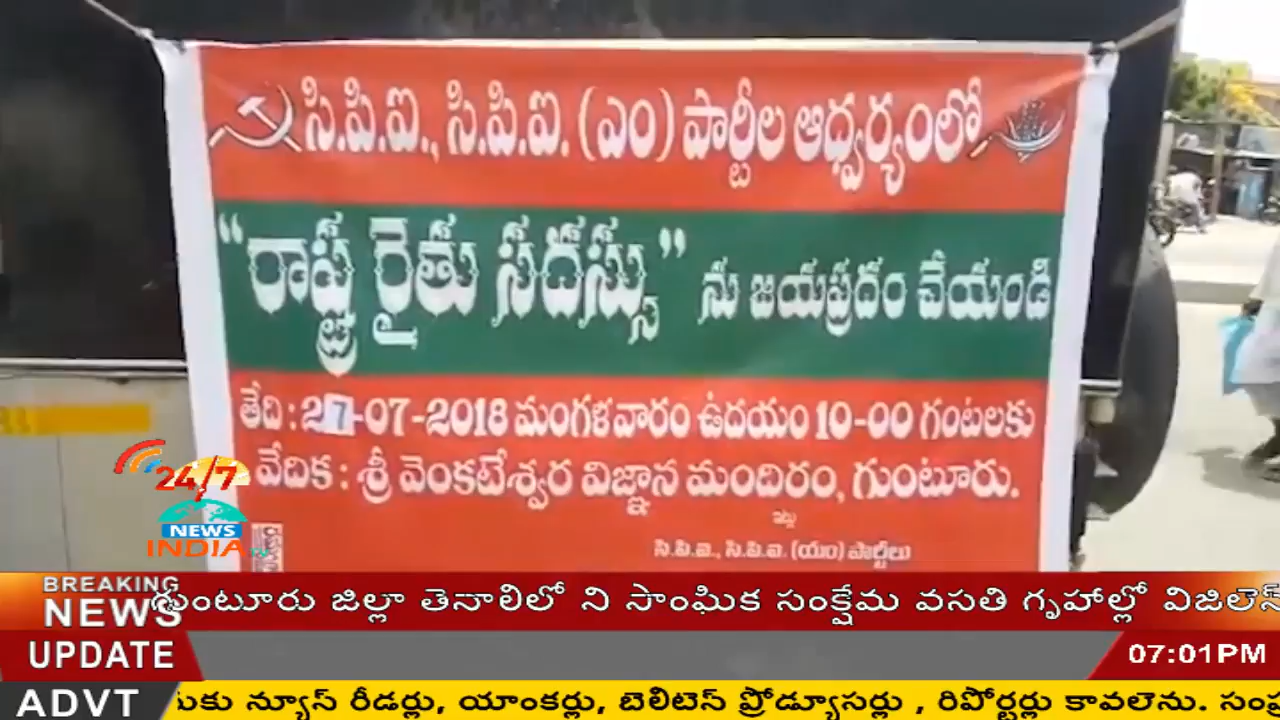 సి.పి.ఐ., సి.పి.ఐ. (ఎం) పార్టీల ఆధ్వర్యంలో
"రాష్ట్ర రైతు సదస్సు" ను జయప్రదం చేయండి
తేది : 27-07-2018 మంగళవారం ఉదయం 10-00 గంటలకు
వేదిక : శ్రీ వెంకటేశ్వర విజ్ఞాన మందిరం, గుంటూరు.
ఇట్లు
సి.పి.ఐ., సి.పి.ఐ. (యం) పార్టీలు
24/7
NEWS
INDIA
BREAKING
NEWS
గుంటూరు జిల్లా తెనాలిలో ని సాంఘిక సంక్షేమ వసతి గృహాల్లో విజిలెన్
UPDATE
07:01PM
ADVT
న్యూస్ రీడర్లు, యాంకర్లు, బెలిటెన్ ప్రోడ్యూసర్లు , రిపోర్టర్లు కావలెను.